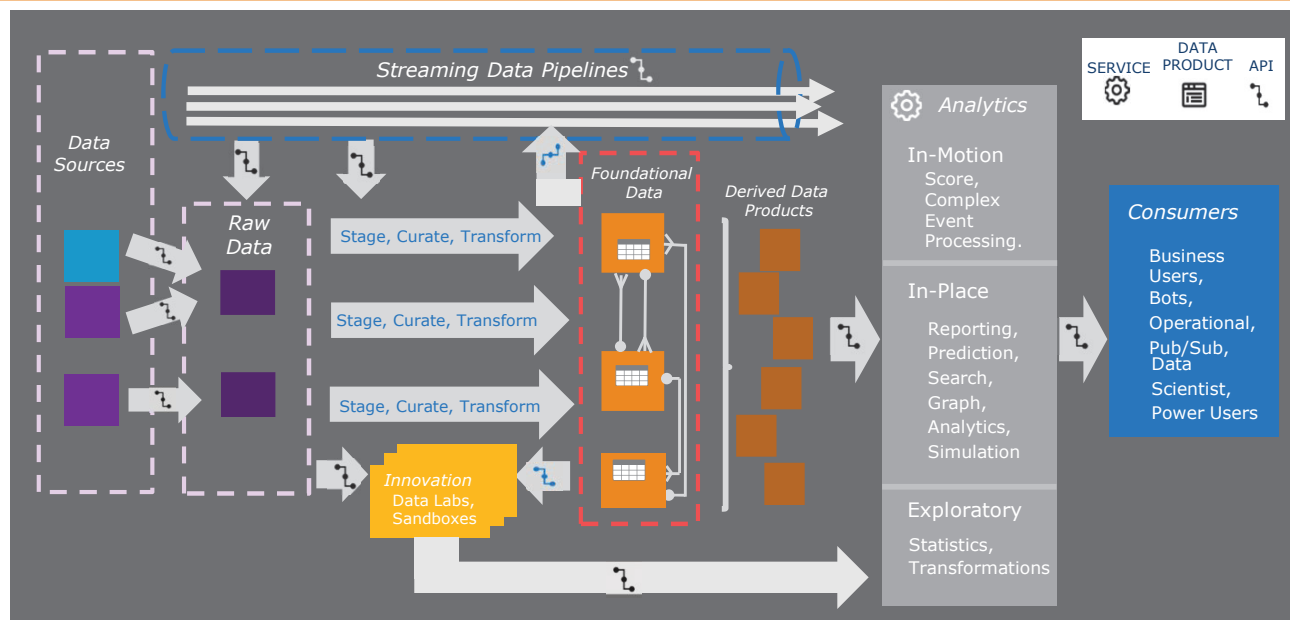 Streaming Data Pipelines
SERVICE
DATA
PRODUCT
API
Data
Sources
Raw
Data
Stage, Curate, Transform
Stage, Curate, Transform
Stage, Curate, Transform
Innovation
Data Labs,
Sandboxes
Foundational
Data
Derived Data
Products
Analytics
In-Motion
Score,
Complex
Event
Processing.
In-Place
Reporting,
Prediction,
Search,
Graph,
Analytics,
Simulation
Exploratory
Statistics,
Transformations
Consumers
Business
Users,
Bots,
Operational,
Pub/Sub,
Data
Scientist,
Power Users